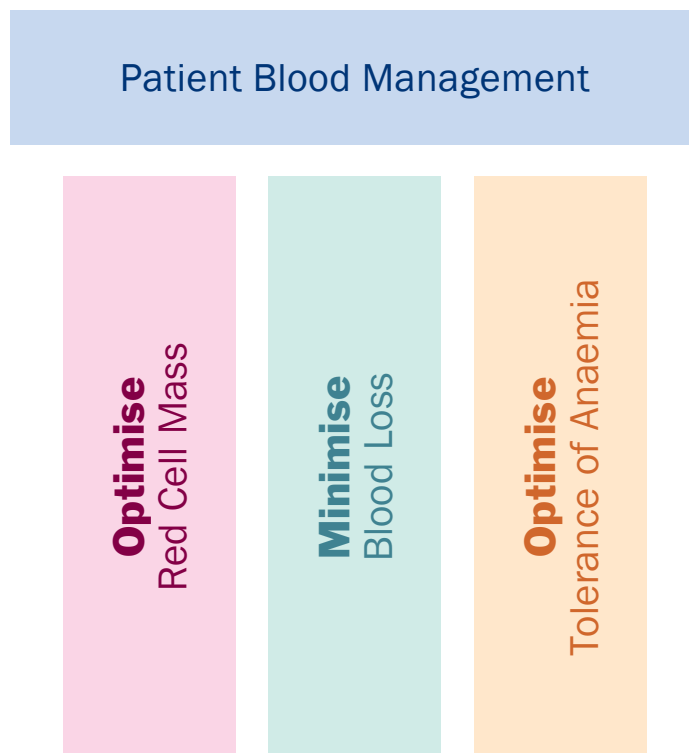 Patient Blood Management
Optimise
Red Cell Mass
Minimise
Blood Loss
Optimise
Tolerance of Anaemia